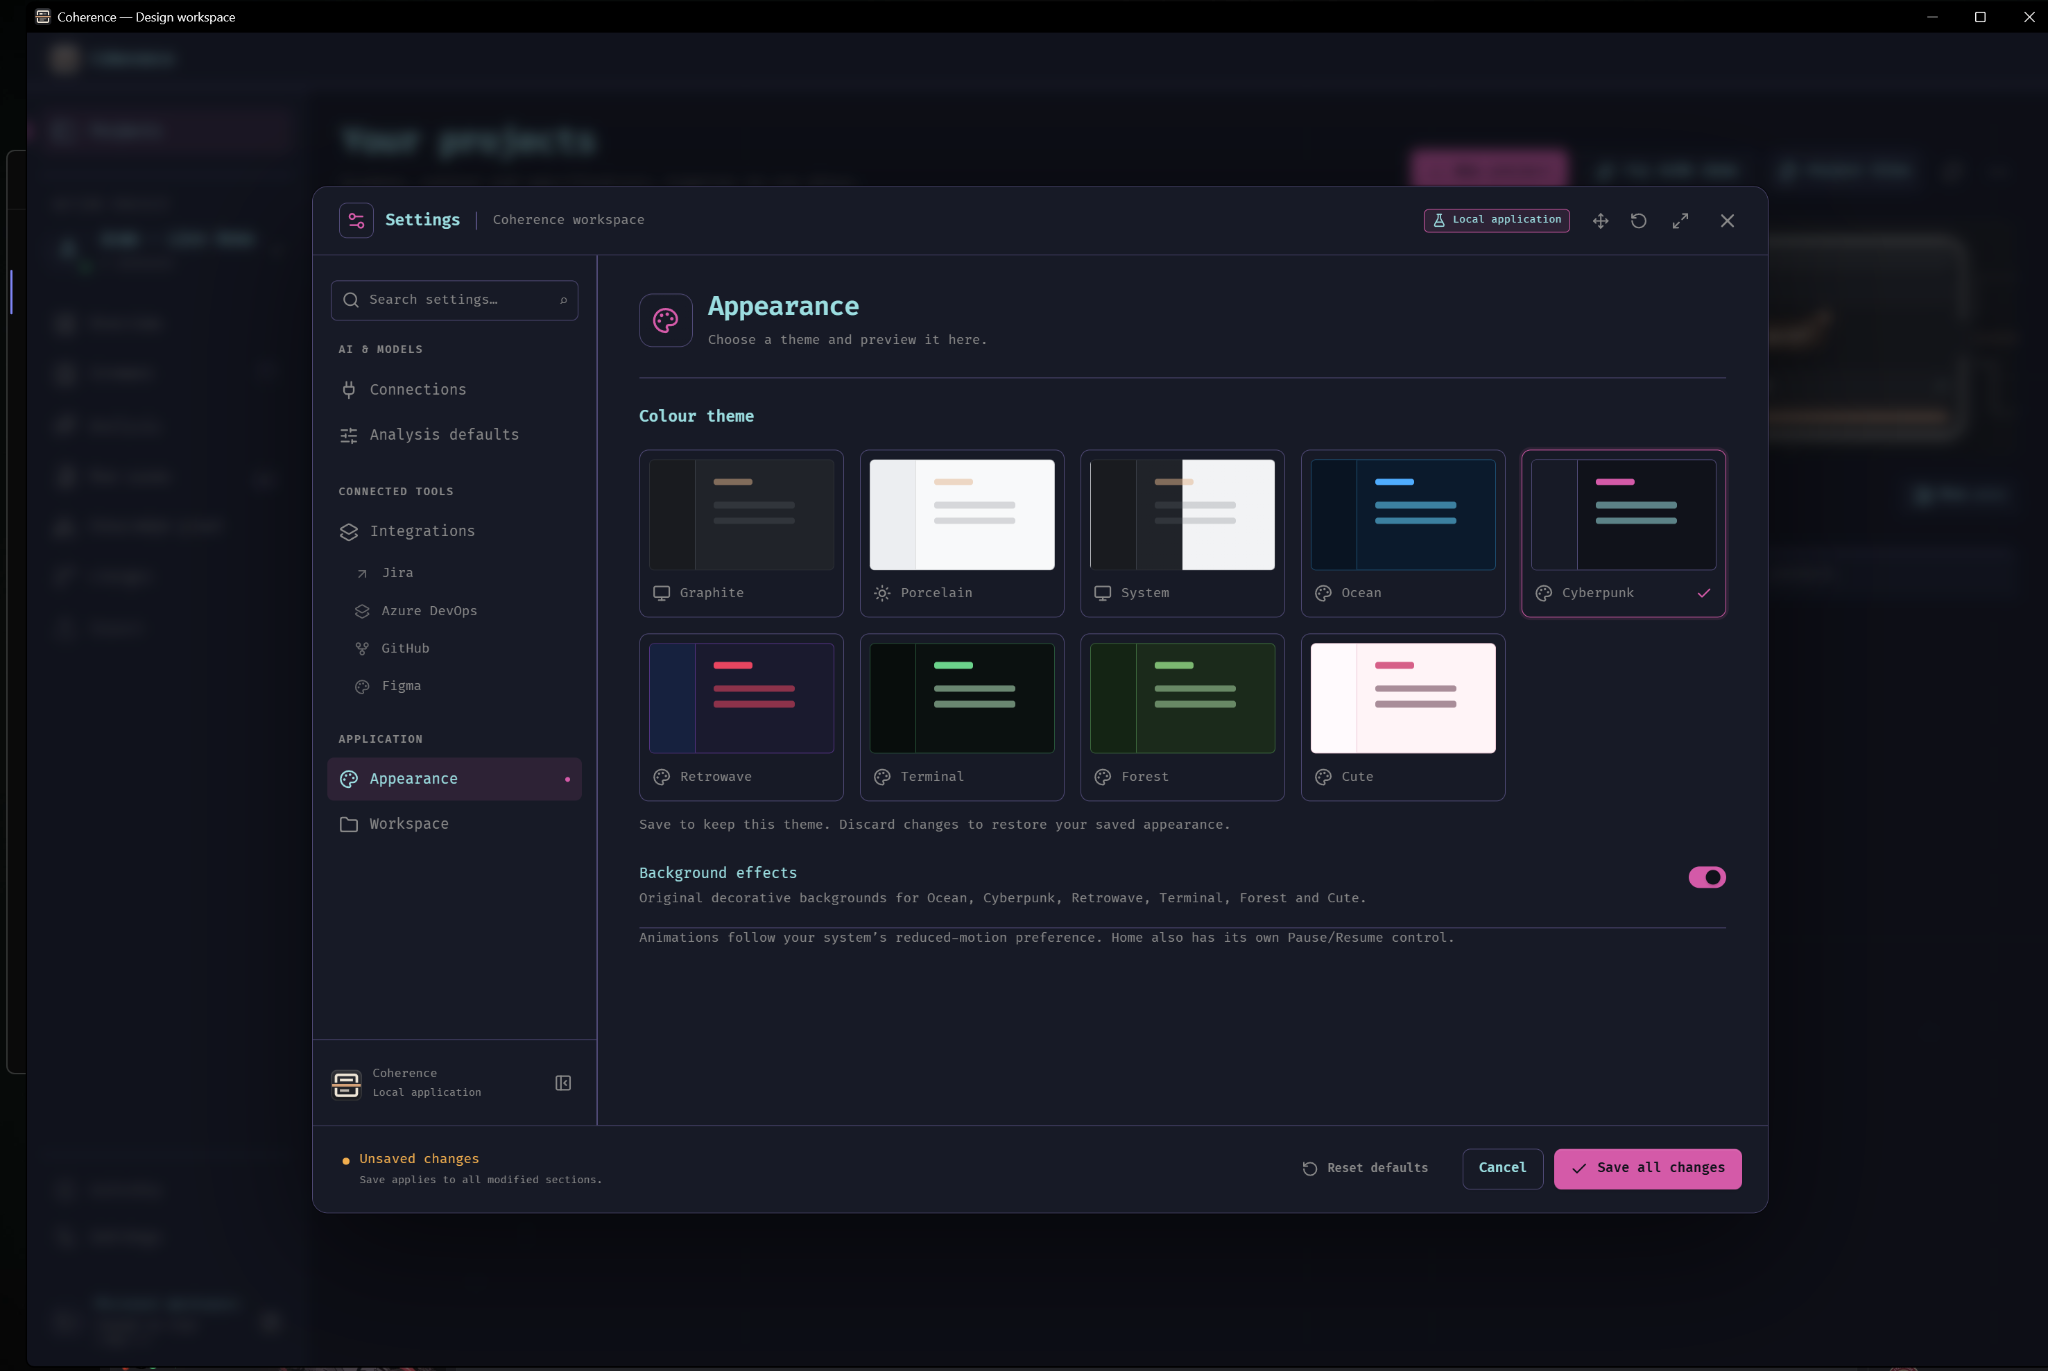 Coherence — Design workspace
Your projects
Settings
Coherence workspace
Local application
Search settings…
AI & MODELS
Connections
Analysis defaults
CONNECTED TOOLS
Integrations
Jira
Azure DevOps
GitHub
Figma
APPLICATION
Appearance
Workspace
Coherence
Local application
Appearance
Choose a theme and preview it here.
Colour theme
Graphite
Porcelain
System
Ocean
Cyberpunk
Retrowave
Terminal
Forest
Cute
Save to keep this theme. Discard changes to restore your saved appearance.
Background effects
Original decorative backgrounds for Ocean, Cyberpunk, Retrowave, Terminal, Forest and Cute.
Animations follow your system’s reduced-motion preference. Home also has its own Pause/Resume control.
Unsaved changes
Save applies to all modified sections.
Reset defaults
Cancel
Save all changes